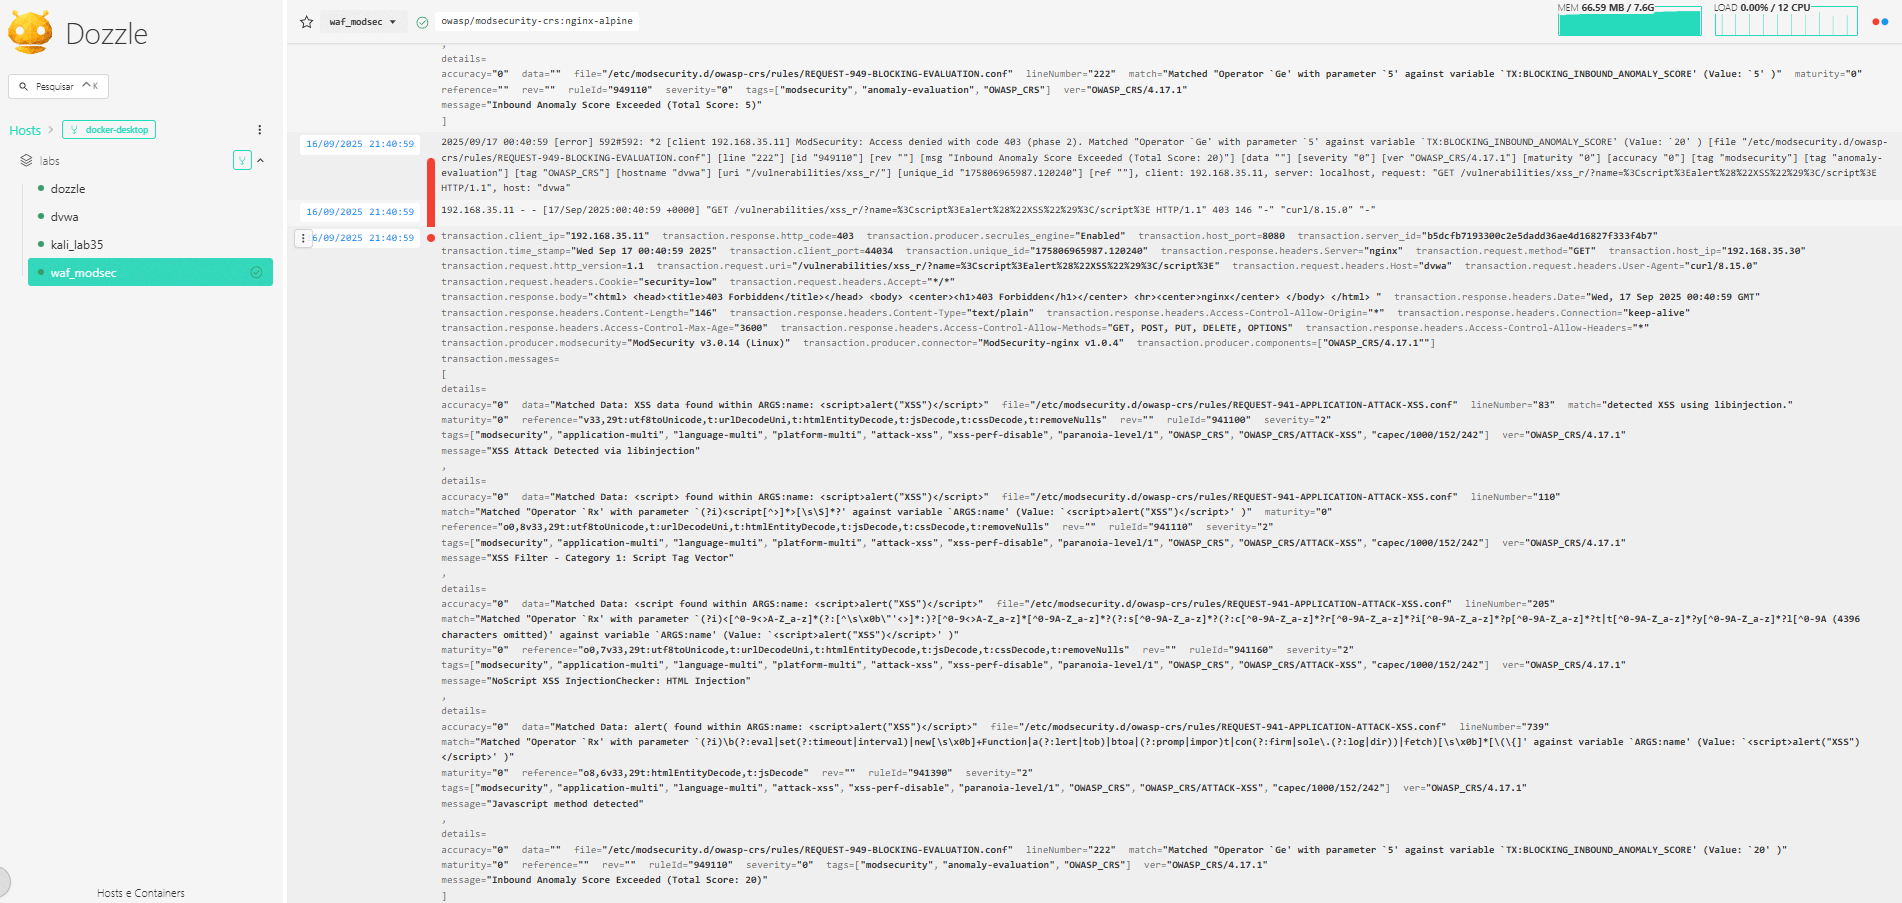 Dozzle
Pesquisar ^ K
Hosts
docker-desktop
labs
dozzle
dvwa
kali_lab35
waf_modsec
Hosts e Containers
waf_modsec
owasp/modsecurity-crs:nginx-alpine
MEM 66.59 MB / 7.6G
LOAD 0.00% / 12 CPU
,
details=
accuracy="0" data="" file="/etc/modsecurity.d/owasp-crs/rules/REQUEST-949-BLOCKING-EVALUATION.conf" lineNumber="222" match="Matched "Operator `Ge' with parameter `5' against variable `TX:BLOCKING_INBOUND_ANOMALY_SCORE' (Value: `5' )" maturity="0"
reference="" rev="" ruleId="949110" severity="0" tags=["modsecurity", "anomaly-evaluation", "OWASP_CRS"] ver="OWASP_CRS/4.17.1"
message="Inbound Anomaly Score Exceeded (Total Score: 5)"
]
16/09/2025 21:40:59
2025/09/17 00:40:59 [error] 592#592: *2 [client 192.168.35.11] ModSecurity: Access denied with code 403 (phase 2). Matched "Operator `Ge' with parameter `5' against variable `TX:BLOCKING_INBOUND_ANOMALY_SCORE' (Value: `20' ) [file "/etc/modsecurity.d/owasp-
crs/rules/REQUEST-949-BLOCKING-EVALUATION.conf"] [line "222"] [id "949110"] [rev ""] [msg "Inbound Anomaly Score Exceeded (Total Score: 20)"] [data ""] [severity "0"] [ver "OWASP_CRS/4.17.1"] [maturity "0"] [accuracy "0"] [tag "modsecurity"] [tag "anomaly-
evaluation"] [tag "OWASP_CRS"] [hostname "dvwa"] [uri "/vulnerabilities/xss_r/"] [unique_id "175806965987.120240"] [ref ""], client: 192.168.35.11, server: localhost, request: "GET /vulnerabilities/xss_r/?name=%3Cscript%3Ealert%28%22XSS%22%29%3C/script%3E
HTTP/1.1", host: "dvwa"
16/09/2025 21:40:59
192.168.35.11 - - [17/Sep/2025:00:40:59 +0000] "GET /vulnerabilities/xss_r/?name=%3Cscript%3Ealert%28%22XSS%22%29%3C/script%3E HTTP/1.1" 403 146 "-" "curl/8.15.0" "-"
6/09/2025 21:40:59
transaction.client_ip="192.168.35.11" transaction.response.http_code=403 transaction.producer.secrules_engine="Enabled" transaction.host_port=8080 transaction.server_id="b5dcfb7193300c2e5dadd36ae4d16827f333f4b7"
transaction.time_stamp="Wed Sep 17 00:40:59 2025" transaction.client_port=44034 transaction.unique_id="175806965987.120240" transaction.response.headers.Server="nginx" transaction.request.method="GET" transaction.host_ip="192.168.35.30"
transaction.request.http_version=1.1 transaction.request.uri="/vulnerabilities/xss_r/?name=%3Cscript%3Ealert%28%22XSS%22%29%3C/script%3E" transaction.request.headers.Host="dvwa" transaction.request.headers.User-Agent="curl/8.15.0"
transaction.request.headers.Cookie="security=low" transaction.request.headers.Accept="*/*"
transaction.response.body="<html> <head><title>403 Forbidden</title></head> <body> <center><h1>403 Forbidden</h1></center> <hr><center>nginx</center> </body> </html> " transaction.response.headers.Date="Wed, 17 Sep 2025 00:40:59 GMT"
transaction.response.headers.Content-Length="146" transaction.response.headers.Content-Type="text/plain" transaction.response.headers.Access-Control-Allow-Origin="*" transaction.response.headers.Connection="keep-alive"
transaction.response.headers.Access-Control-Max-Age="3600" transaction.response.headers.Access-Control-Allow-Methods="GET, POST, PUT, DELETE, OPTIONS" transaction.response.headers.Access-Control-Allow-Headers="*"
transaction.producer.modsecurity="ModSecurity v3.0.14 (Linux)" transaction.producer.connector="ModSecurity-nginx v1.0.4" transaction.producer.components=["OWASP_CRS/4.17.1""]
transaction.messages=
[
details=
accuracy="0" data="Matched Data: XSS data found within ARGS:name: <script>alert("XSS")</script>" file="/etc/modsecurity.d/owasp-crs/rules/REQUEST-941-APPLICATION-ATTACK-XSS.conf" lineNumber="83" match="detected XSS using libinjection."
maturity="0" reference="v33,29t:utf8toUnicode,t:urlDecodeUni,t:htmlEntityDecode,t:jsDecode,t:cssDecode,t:removeNulls" rev="" ruleId="941100" severity="2"
tags=["modsecurity", "application-multi", "language-multi", "platform-multi", "attack-xss", "xss-perf-disable", "paranoia-level/1", "OWASP_CRS", "OWASP_CRS/ATTACK-XSS", "capec/1000/152/242"] ver="OWASP_CRS/4.17.1"
message="XSS Attack Detected via libinjection"
,
details=
accuracy="0" data="Matched Data: <script> found within ARGS:name: <script>alert("XSS")</script>" file="/etc/modsecurity.d/owasp-crs/rules/REQUEST-941-APPLICATION-ATTACK-XSS.conf" lineNumber="110"
match="Matched "Operator `Rx' with parameter `(?i)<script[^>]*>[\s\S]*?' against variable `ARGS:name' (Value: `<script>alert("XSS")</script>' )" maturity="0"
reference="o0,8v33,29t:utf8toUnicode,t:urlDecodeUni,t:htmlEntityDecode,t:jsDecode,t:cssDecode,t:removeNulls" rev="" ruleId="941110" severity="2"
tags=["modsecurity", "application-multi", "language-multi", "platform-multi", "attack-xss", "xss-perf-disable", "paranoia-level/1", "OWASP_CRS", "OWASP_CRS/ATTACK-XSS", "capec/1000/152/242"] ver="OWASP_CRS/4.17.1"
message="XSS Filter - Category 1: Script Tag Vector"
,
details=
accuracy="0" data="Matched Data: <script found within ARGS:name: <script>alert("XSS")</script>" file="/etc/modsecurity.d/owasp-crs/rules/REQUEST-941-APPLICATION-ATTACK-XSS.conf" lineNumber="205"
match="Matched "Operator `Rx' with parameter `(?i)<[^0-9<>A-Z_a-z]*(?:[^\s\x0b\"'<>]*:)?[^0-9<>A-Z_a-z]*[^0-9A-Z_a-z]*?(?:s[^0-9A-Z_a-z]*?(?:c[^0-9A-Z_a-z]*?r[^0-9A-Z_a-z]*?i[^0-9A-Z_a-z]*?p[^0-9A-Z_a-z]*?t|t[^0-9A-Z_a-z]*?y[^0-9A-Z_a-z]*?l[^0-9A (4396
characters omitted)' against variable `ARGS:name' (Value: `<script>alert("XSS")</script>' )"
maturity="0" reference="o0,7v33,29t:utf8toUnicode,t:urlDecodeUni,t:htmlEntityDecode,t:jsDecode,t:cssDecode,t:removeNulls" rev="" ruleId="941160" severity="2"
tags=["modsecurity", "application-multi", "language-multi", "platform-multi", "attack-xss", "xss-perf-disable", "paranoia-level/1", "OWASP_CRS", "OWASP_CRS/ATTACK-XSS", "capec/1000/152/242"] ver="OWASP_CRS/4.17.1"
message="NoScript XSS InjectionChecker: HTML Injection"
,
details=
accuracy="0" data="Matched Data: alert( found within ARGS:name: <script>alert("XSS")</script>" file="/etc/modsecurity.d/owasp-crs/rules/REQUEST-941-APPLICATION-ATTACK-XSS.conf" lineNumber="739"
match="Matched "Operator `Rx' with parameter `(?i)\b(?:eval|set(?:timeout|interval)|new[\s\x0b]+Function|a(?:lert|tob)|btoa|(?:promp|impor)t|con(?:firm|sole\.(?:log|dir))|fetch)[\s\x0b]*[\(\{]' against variable `ARGS:name' (Value: `<script>alert("XSS")
</script>' )"
maturity="0" reference="o8,6v33,29t:htmlEntityDecode,t:jsDecode" rev="" ruleId="941390" severity="2"
tags=["modsecurity", "application-multi", "language-multi", "attack-xss", "xss-perf-disable", "paranoia-level/1", "OWASP_CRS", "OWASP_CRS/ATTACK-XSS", "capec/1000/152/242"] ver="OWASP_CRS/4.17.1"
message="Javascript method detected"
,
details=
accuracy="0" data="" file="/etc/modsecurity.d/owasp-crs/rules/REQUEST-949-BLOCKING-EVALUATION.conf" lineNumber="222" match="Matched "Operator `Ge' with parameter `5' against variable `TX:BLOCKING_INBOUND_ANOMALY_SCORE' (Value: `20' )"
maturity="0" reference="" rev="" ruleId="949110" severity="0" tags=["modsecurity", "anomaly-evaluation", "OWASP_CRS"] ver="OWASP_CRS/4.17.1"
message="Inbound Anomaly Score Exceeded (Total Score: 20)"
]